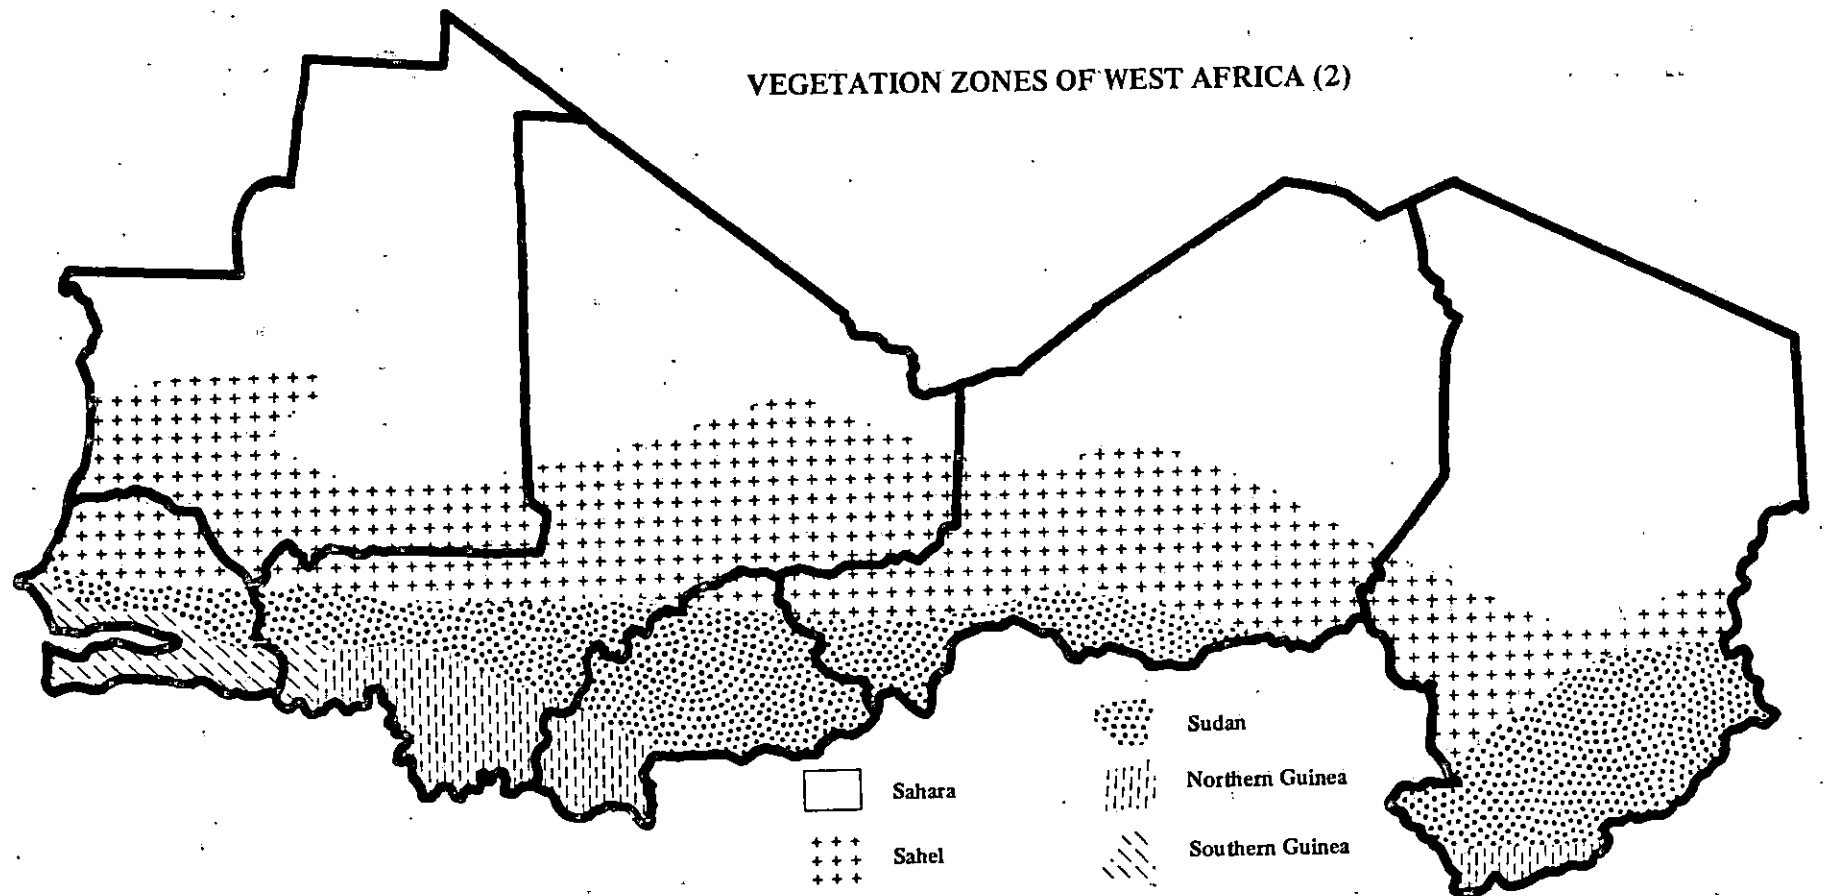 VEGETATION ZONES OF WEST AFRICA (2)
Sahara
Sahel
Sudan
Northern Guinea
Southern Guinea